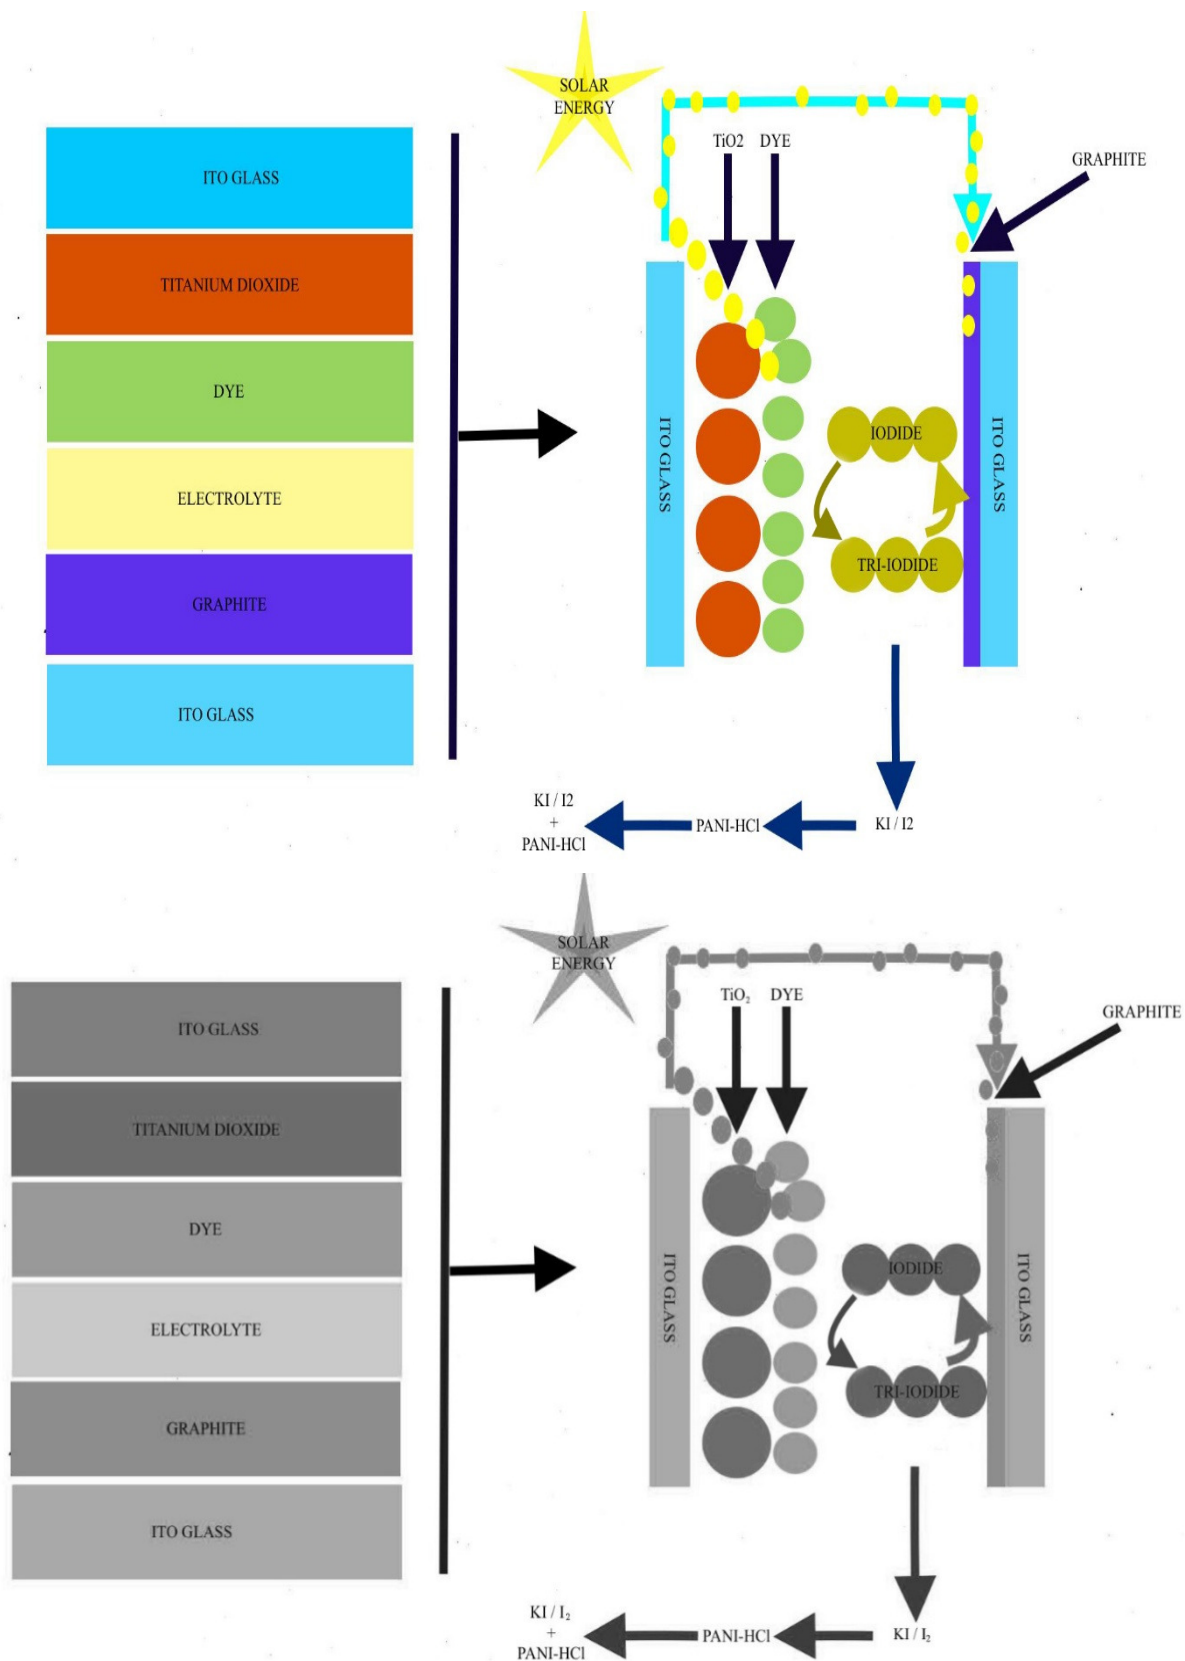 SOLAR
ENERGY
TiO2
DYE
GRAPHITE
ITO GLASS
TITANIUM DIOXIDE
DYE
ELECTROLYTE
GRAPHITE
ITO GLASS
ITO GLASS
IODIDE
TRI-IODIDE
ITO GLASS
KI / I2
+
PANI-HCl
PANI-HCl
KI / I2
SOLAR
ENERGY
TiO₂
DYE
GRAPHITE
ITO GLASS
TITANIUM DIOXIDE
DYE
ELECTROLYTE
GRAPHITE
ITO GLASS
ITO GLASS
IODIDE
TRI-IODIDE
ITO GLASS
KI / I₂
+
PANI-HCl
PANI-HCl
KI / I₂